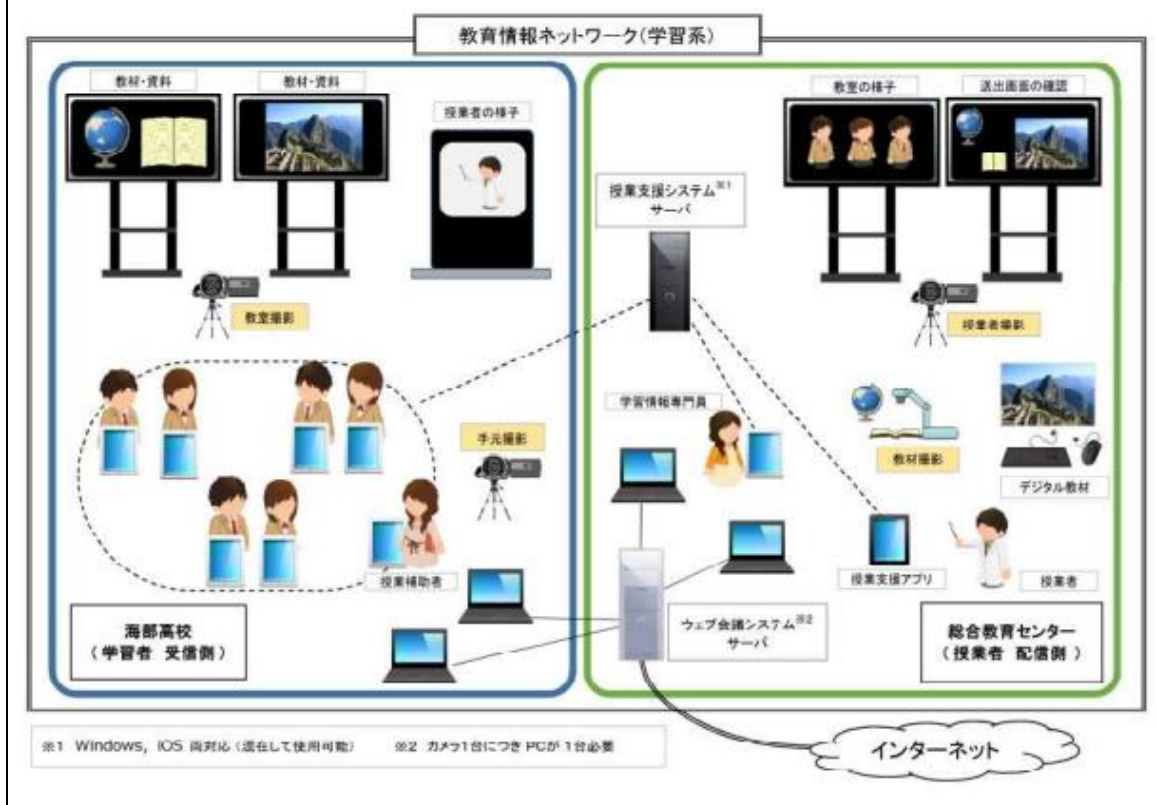 教育情報ネットワーク(学習系)
教材・資料
教材・資料
授業者の様子
教室撮影
手元撮影
授業補助者
海部高校
(学習者 受信側)
教室の様子
送出画面の確認
授業支援システム※1
サーバ
授業者撮影
学習情報専門員
教材撮影
デジタル教材
授業支援アプリ
授業者
ウェブ会議システム※2
サーバ
総合教育センター
(授業者 配信側)
※1 Windows, iOS 両対応(混在して使用可能)
※2 カメラ1台につき PCが1台必要
インターネット